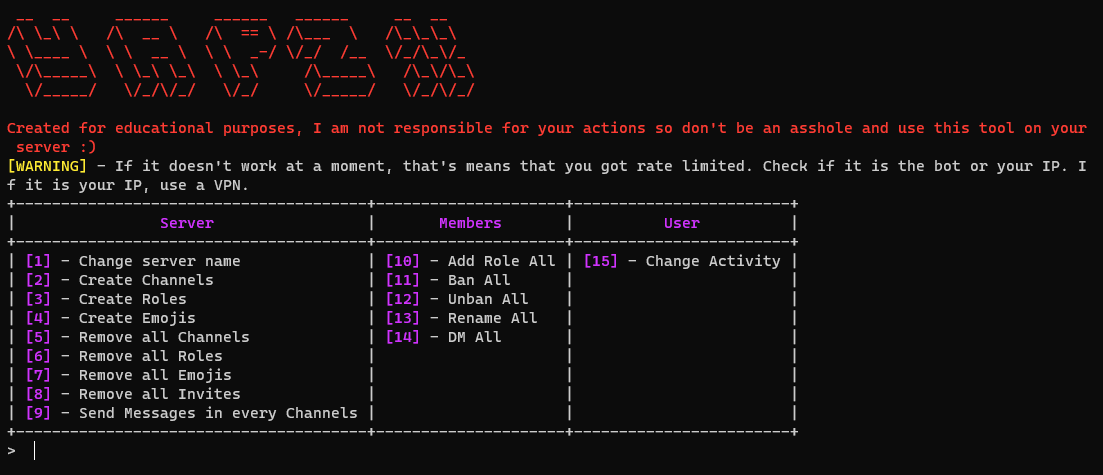 Created for educational purposes, I am not responsible for your actions so don't be an asshole and use this tool on your
server :)
[WARNING] - If it doesn't work at a moment, that's means that you got rate limited. Check if it is the bot or your IP. I
f it is your IP, use a VPN.
Server | Members | User
[1] - Change server name | [10] - Add Role All | [15] - Change Activity
[2] - Create Channels | [11] - Ban All
[3] - Create Roles | [12] - Unban All
[4] - Create Emojis | [13] - Rename All
[5] - Remove all Channels | [14] - DM All
[6] - Remove all Roles
[7] - Remove all Emojis
[8] - Remove all Invites
[9] - Send Messages in every Channels
>